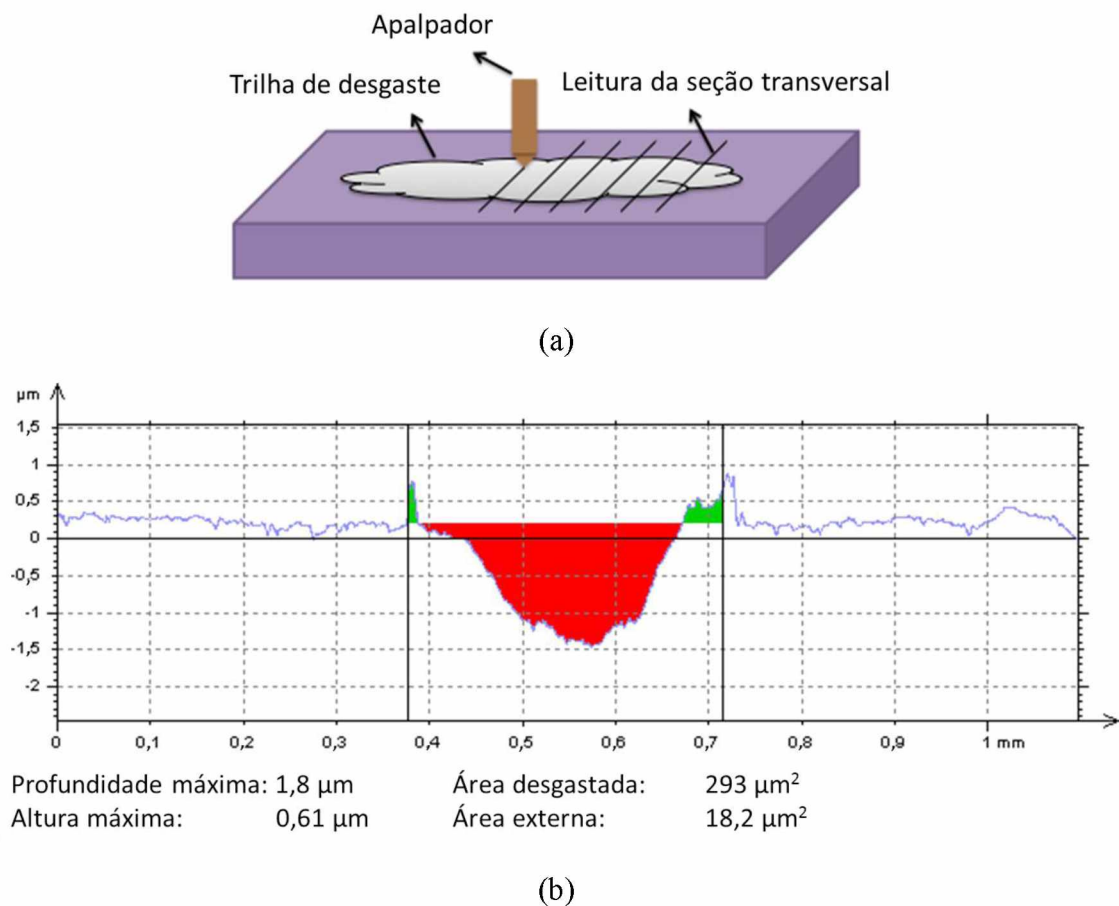 Apalpador
Trilha de desgaste
Leitura da seção transversal
(a)
µm
1,5
1
0,5
0
-0,5
-1
-1,5
-2
0 0,1 0,2 0,3 0,4 0,5 0,6 0,7 0,8 0,9 1 mm
Profundidade máxima: 1,8 µm Área desgastada: 293 µm²
Altura máxima: 0,61 µm Área externa: 18,2 µm²
(b)